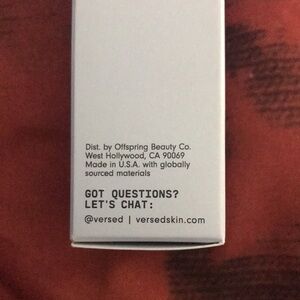 Dist. by Offspring Beauty Co.
West Hollywood, CA 90069
Made in U.S.A. with globally
sourced materials
GOT QUESTIONS?
LET'S CHAT:
@versed | versedskin.com